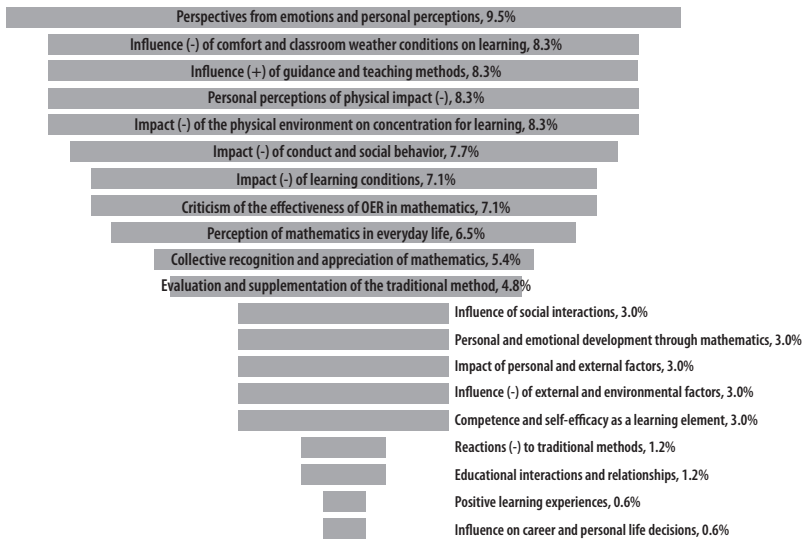 Perspectives from emotions and personal perceptions, 9.5%
Influence (-) of comfort and classroom weather conditions on learning, 8.3%
Influence (+) of guidance and teaching methods, 8.3%
Personal perceptions of physical impact (-), 8.3%
Impact (-) of the physical environment on concentration for learning, 8.3%
Impact (-) of conduct and social behavior, 7.7%
Impact (-) of learning conditions, 7.1%
Criticism of the effectiveness of OER in mathematics, 7.1%
Perception of mathematics in everyday life, 6.5%
Collective recognition and appreciation of mathematics, 5.4%
Evaluation and supplementation of the traditional method, 4.8%
Influence of social interactions, 3.0%
Personal and emotional development through mathematics, 3.0%
Impact of personal and external factors, 3.0%
Influence (-) of external and environmental factors, 3.0%
Competence and self-efficacy as a learning element, 3.0%
Reactions (-) to traditional methods, 1.2%
Educational interactions and relationships, 1.2%
Positive learning experiences, 0.6%
Influence on career and personal life decisions, 0.6%